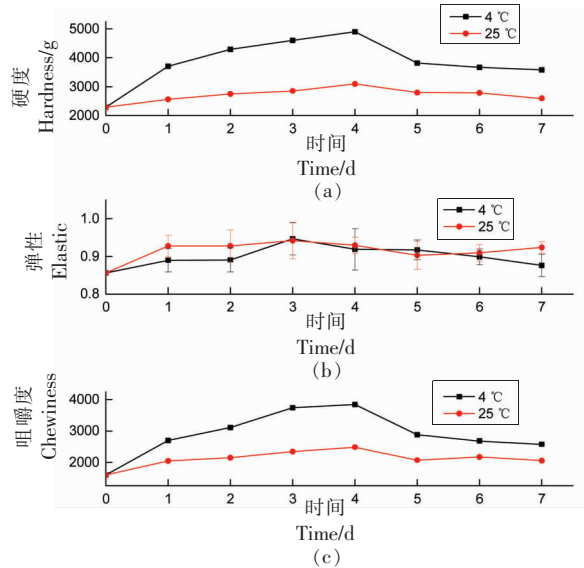 4 ℃
25 ℃
5000
4000
3000
2000
硬度
Hardness/g
0 1 2 3 4 5 6 7
时间
Time/d
(a)
4 ℃
25 ℃
1.0
0.9
0.8
弹性
Elastic
0 1 2 3 4 5 6 7
时间
Time/d
(b)
4 ℃
25 ℃
4000
3000
2000
咀嚼度
Chewiness
0 1 2 3 4 5 6 7
时间
Time/d
(c)